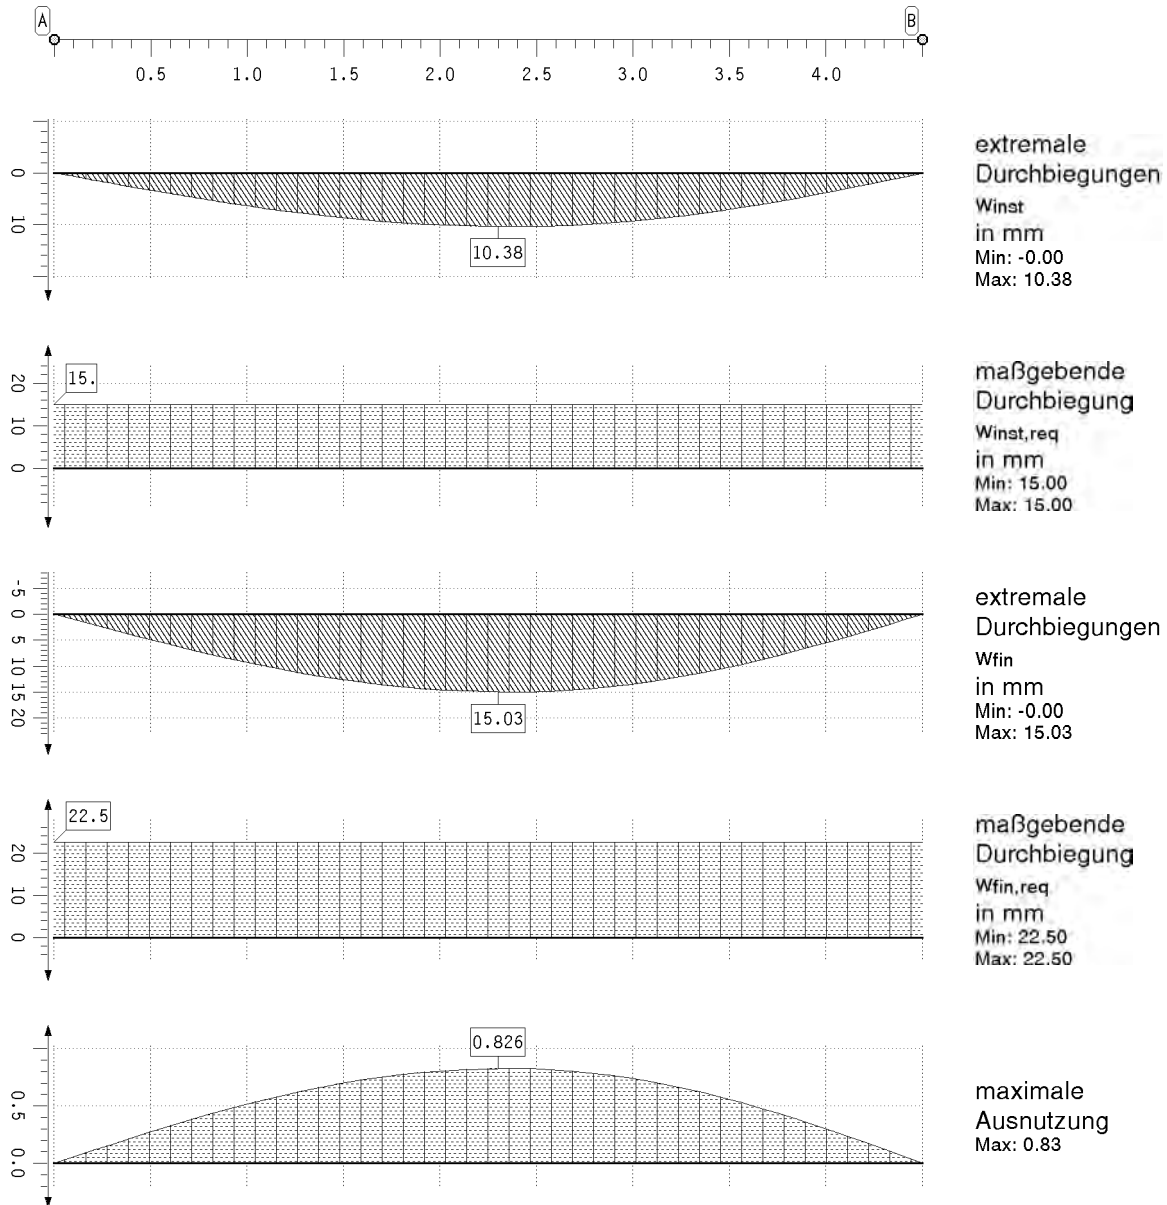 A B
0.5 1.0 1.5 2.0 2.5 3.0 3.5 4.0
0
10
10.38
extremale
Durchbiegungen
Winst
in mm
Min: -0.00
Max: 10.38
20
10
0
15.
maßgebende
Durchbiegung
Winst,req
in mm
Min: 15.00
Max: 15.00
-5
0
5
10
15
20
15.03
extremale
Durchbiegungen
Wfin
in mm
Min: -0.00
Max: 15.03
20
10
0
22.5
maßgebende
Durchbiegung
Wfin,req
in mm
Min: 22.50
Max: 22.50
0.5
0.0
0.826
maximale
Ausnutzung
Max: 0.83